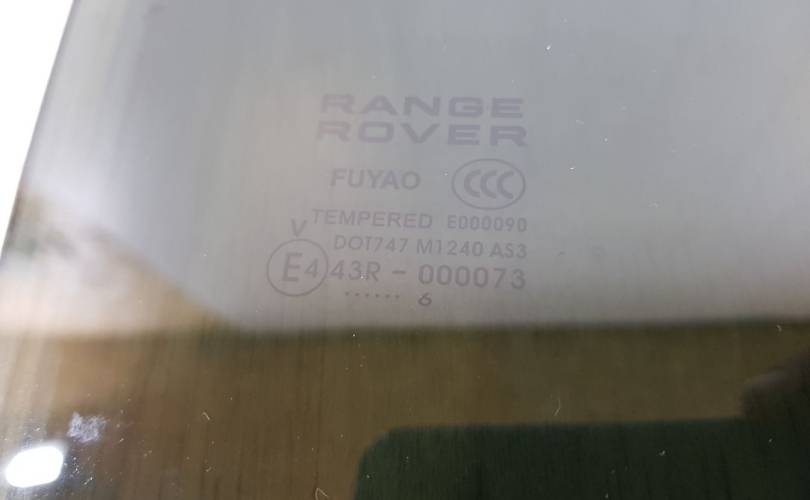 RANGE
ROVER
FUYAO CCC
V TEMPERED E000090
DOT747 M1240 AS3
E4 43R - 000073
...... 6